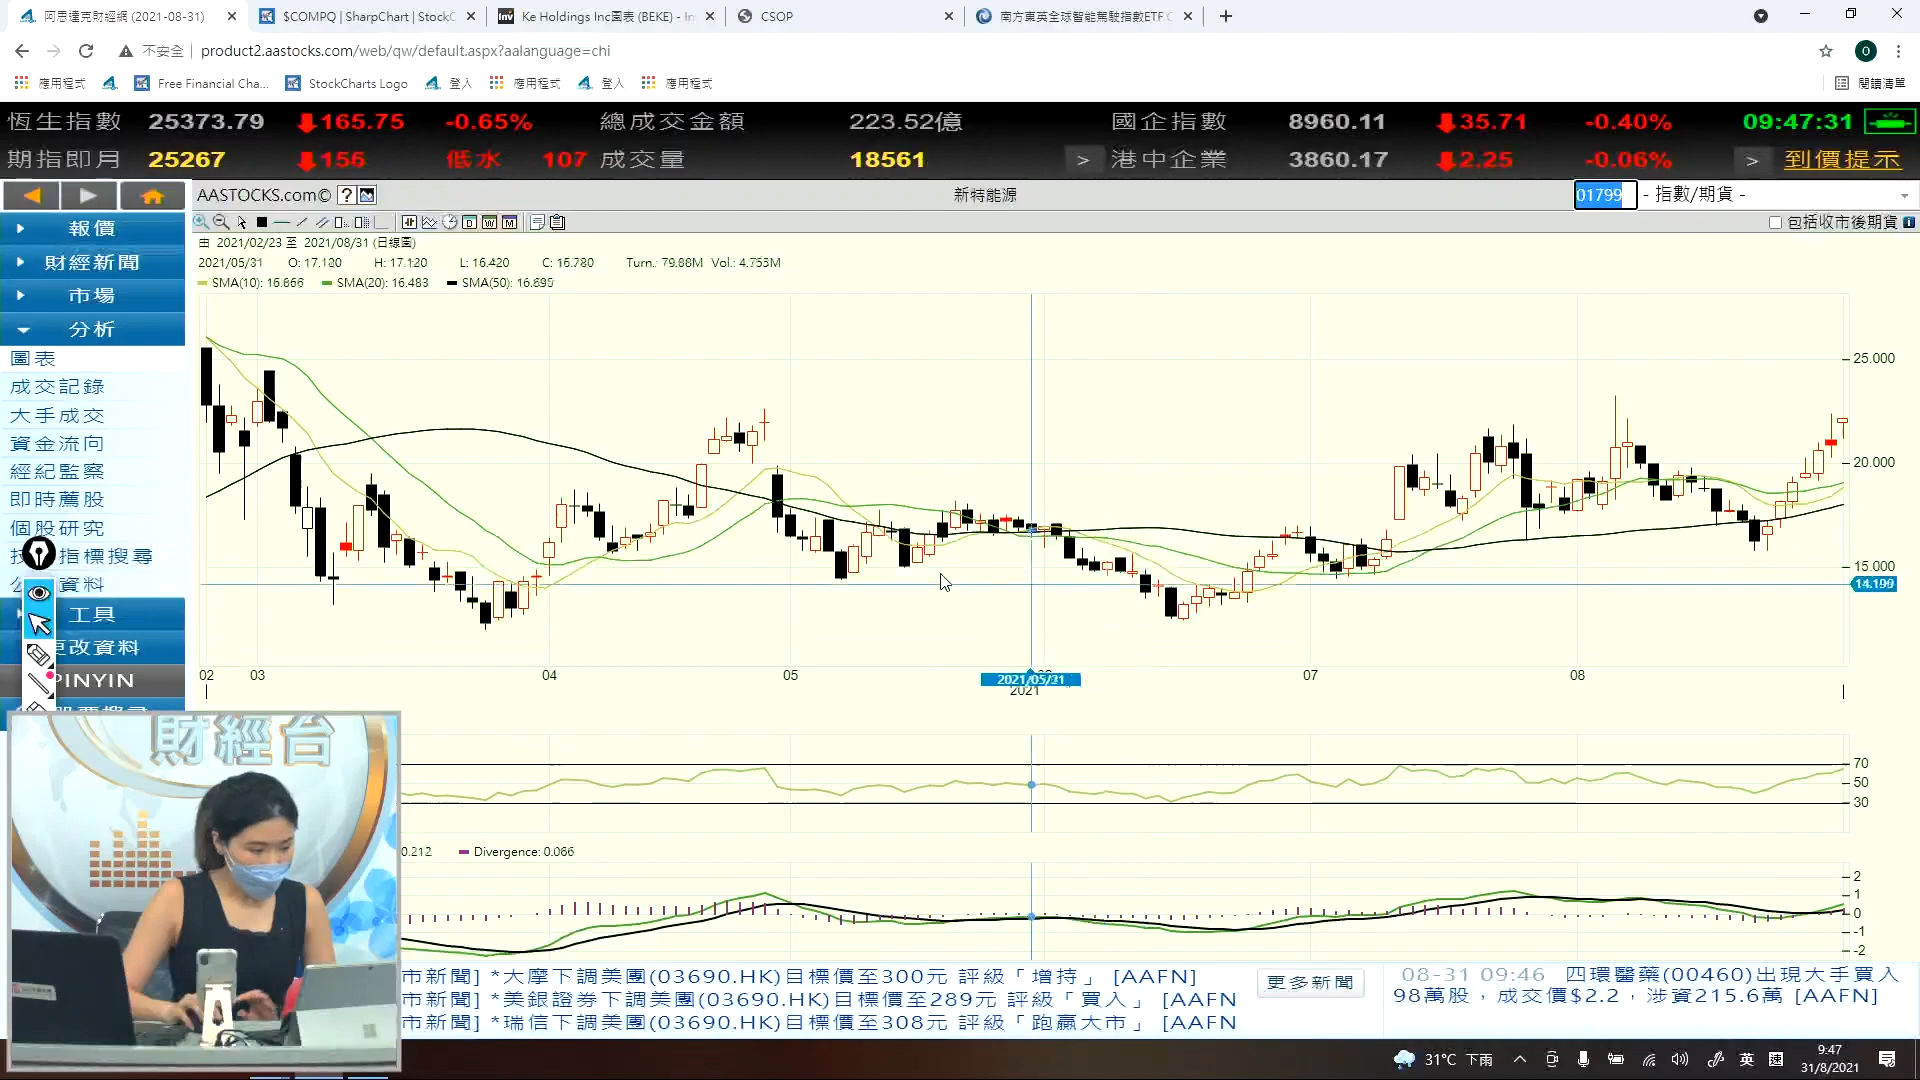 阿思達克財經網 (2021-08-31)
$COMPQ | SharpChart | StockC
Ke Holdings Inc圖表 (BEKE) - In
CSOP
南方東英全球智能駕駛指數ETF C
不安全
product2.aastocks.com/web/qw/default.aspx?aalanguage=chi
應用程式
Free Financial Cha...
StockCharts Logo
登入
應用程式
登入
應用程式
閱讀清單
恆生指數 25373.79 165.75 -0.65% 總成交金額 223.52億 國企指數 8960.11 35.71 -0.40% 09:47:31
期指即月 25267 156 低水 107 成交量 18561 > 港中企業 3860.17 2.25 -0.06% > 到價提示
AASTOCKS.com© ? 新特能源 01799 - 指數/期貨 -
包括收市後期貨
由 2021/02/23 至 2021/08/31 (日線圖)
2021/05/31 O: 17.120 H: 17.120 L: 16.420 C: 16.780 Turn.: 79.88M Vol.: 4.753M
SMA(10): 16.866 SMA(20): 16.483 SMA(50): 16.895
報價
財經新聞
市場
分析
圖表
成交記錄
大手成交
資金流向
經紀監察
即時薦股
個股研究
指標搜尋
資料
工具
更改資料
PINYIN
25.000
20.000
15.000
14.199
02 03 04 05 07 08
2021/05/31
2021
70
50
30
0.212 Divergence: 0.066
2
1
0
-1
-2
財經台
市新聞] *大摩下調美團(03690.HK)目標價至300元 評級「增持」 [AAFN]
市新聞] *美銀證券下調美團(03690.HK)目標價至289元 評級「買入」 [AAFN
市新聞] *瑞信下調美團(03690.HK)目標價至308元 評級「跑贏大市」 [AAFN
更多新聞
08-31 09:46 四環醫藥(00460)出現大手買入
98萬股，成交價$2.2，涉資215.6萬 [AAFN]
31°C 下雨
英
9:47
31/8/2021